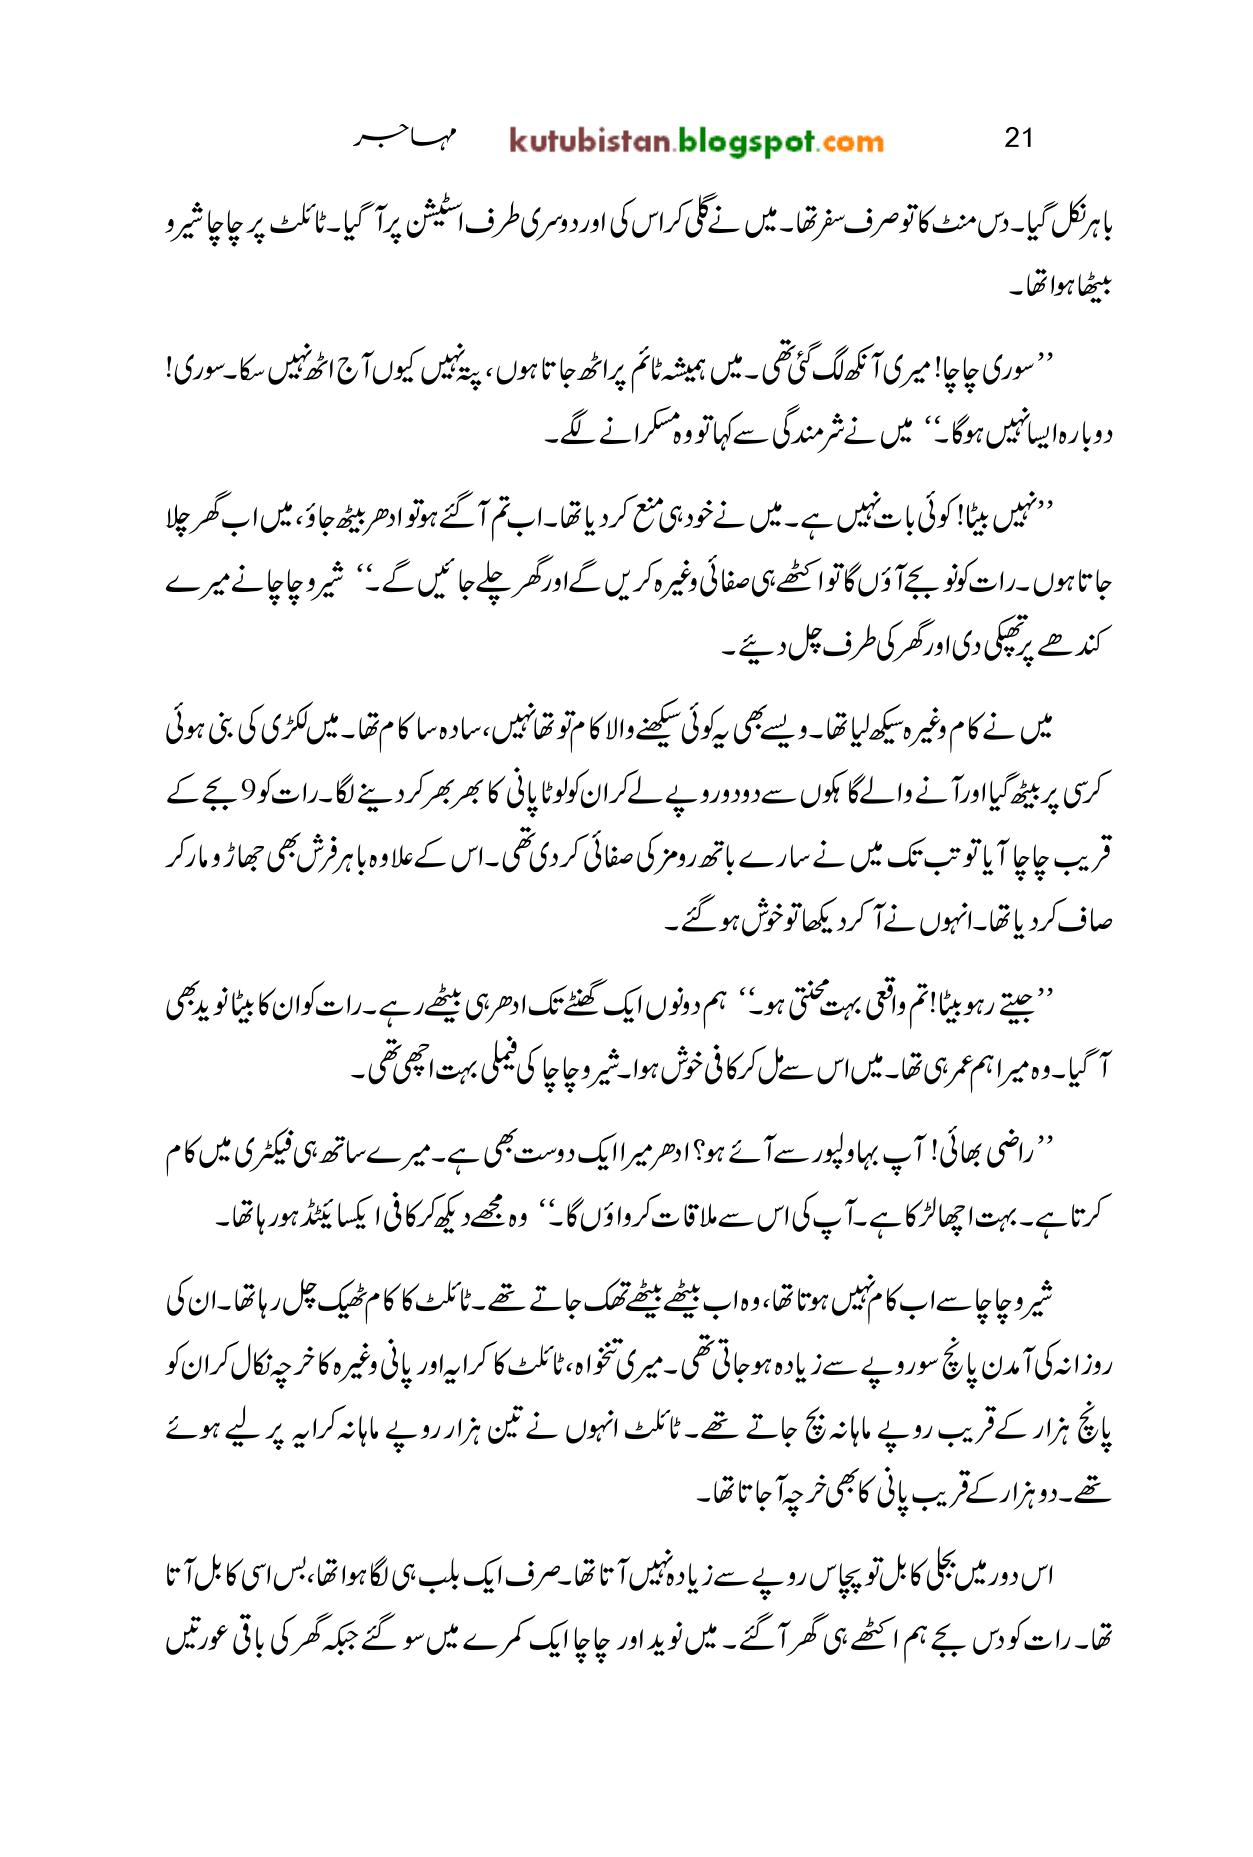 مہاجر kutubistan.blogspot.com 21
باہر نکل گیا۔ دس منٹ کا تو صرف سفر تھا۔ میں نے گلی کراس کی اور دوسری طرف اسٹیشن پر آ گیا۔ ٹائلٹ پر چاچا شیرو
بیٹھا ہوا تھا۔
’’سوری چاچا! میری آنکھ لگ گئی تھی۔ میں ہمیشہ ٹائم پر اٹھ جاتا ہوں، پتہ نہیں کیوں آج اٹھ نہیں سکا۔ سوری!
دوبارہ ایسا نہیں ہوگا۔‘‘ میں نے شرمندگی سے کہا تو وہ مسکرانے لگے۔
’’نہیں بیٹا! کوئی بات نہیں ہے۔ میں نے خود ہی منع کر دیا تھا۔ اب تم آ گئے ہو تو ادھر بیٹھ جاؤ، میں اب گھر چلا
جاتا ہوں۔ رات کو نو بجے آؤں گا تو اکٹھے ہی صفائی وغیرہ کریں گے اور گھر چلے جائیں گے۔‘‘ شیرو چاچا نے میرے
کندھے پر تھپکی دی اور گھر کی طرف چل دیئے۔
میں نے کام وغیرہ سیکھ لیا تھا۔ ویسے بھی یہ کوئی سیکھنے والا کام تو تھا نہیں، سادہ سا کام تھا۔ میں لکڑی کی بنی ہوئی
کرسی پر بیٹھ گیا اور آنے والے گاہکوں سے دو دو روپے لے کر ان کو لوٹا پانی کا بھر بھر کر دینے لگا۔ رات کو 9 بجے کے
قریب چاچا آیا تو تب تک میں نے سارے باتھ رومز کی صفائی کر دی تھی۔ اس کے علاوہ باہر فرش بھی جھاڑو مار کر
صاف کر دیا تھا۔ انہوں نے آ کر دیکھا تو خوش ہو گئے۔
’’جیتے رہو بیٹا! تم واقعی بہت محنتی ہو۔‘‘ ہم دونوں ایک گھنٹے تک ادھر ہی بیٹھے رہے۔ رات کو ان کا بیٹا نوید بھی
آ گیا۔ وہ میرا ہم عمر ہی تھا۔ میں اس سے مل کر کافی خوش ہوا۔ شیرو چاچا کی فیملی بہت اچھی تھی۔
’’راضی بھائی! آپ بہاولپور سے آئے ہو؟ ادھر میرا ایک دوست بھی ہے۔ میرے ساتھ ہی فیکٹری میں کام
کرتا ہے۔ بہت اچھا لڑکا ہے۔ آپ کی اس سے ملاقات کرواؤں گا۔‘‘ وہ مجھے دیکھ کر کافی ایکسائیٹڈ ہو رہا تھا۔
شیرو چاچا سے اب کام نہیں ہوتا تھا، وہ اب بیٹھے بیٹھے تھک جاتے تھے۔ ٹائلٹ کا کام ٹھیک چل رہا تھا۔ ان کی
روزانہ کی آمدن پانچ سو روپے سے زیادہ ہو جاتی تھی۔ میری تنخواہ، ٹائلٹ کا کرایہ اور پانی وغیرہ کا خرچہ نکال کر ان کو
پانچ ہزار کے قریب روپے ماہانہ بچ جاتے تھے۔ ٹائلٹ انہوں نے تین ہزار روپے ماہانہ کرایہ پر لیے ہوئے
تھے۔ دو ہزار کے قریب پانی کا بھی خرچہ آ جاتا تھا۔
اس دور میں بجلی کا بل تو پچاس روپے سے زیادہ نہیں آتا تھا۔ صرف ایک بلب ہی لگا ہوا تھا، بس اسی کا بل آتا
تھا۔ رات کو دس بجے ہم اکٹھے ہی گھر آ گئے۔ میں نوید اور چاچا ایک کمرے میں سو گئے جبکہ گھر کی باقی عورتیں